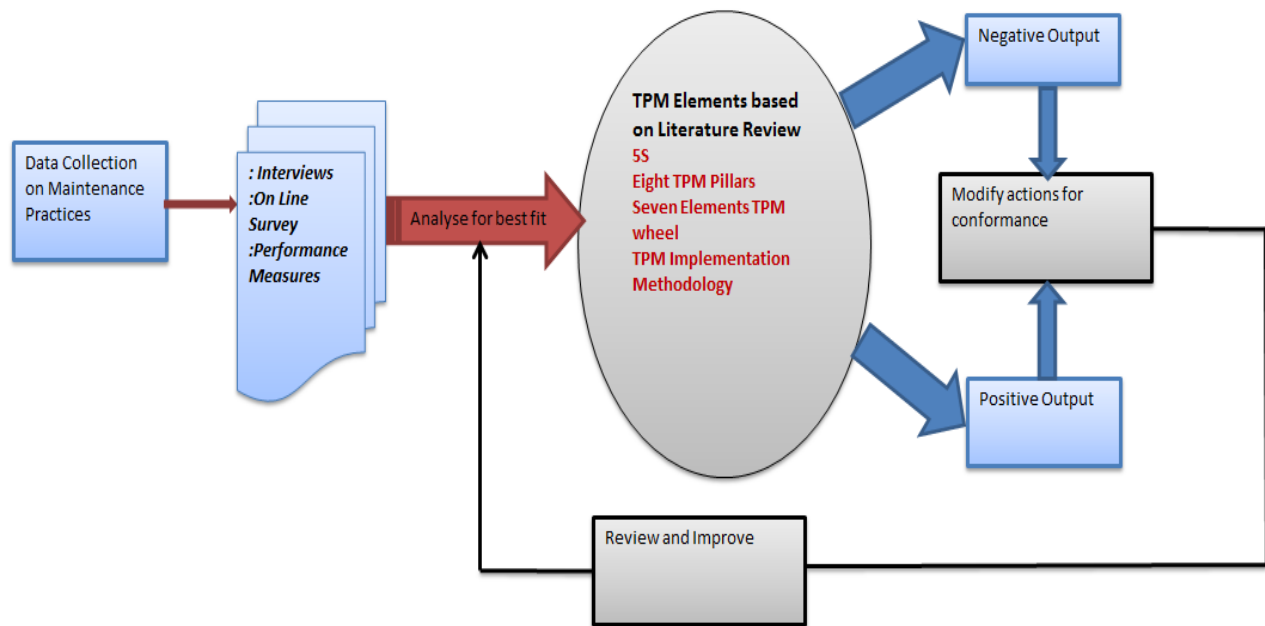 Data Collection
on Maintenance
Practices
: Interviews
:On Line
Survey
:Performance
Measures
Analyse for best fit
TPM Elements based
on Literature Review
5S
Eight TPM Pillars
Seven Elements TPM
wheel
TPM Implementation
Methodology
Negative Output
Modify actions for
conformance
Positive Output
Review and Improve